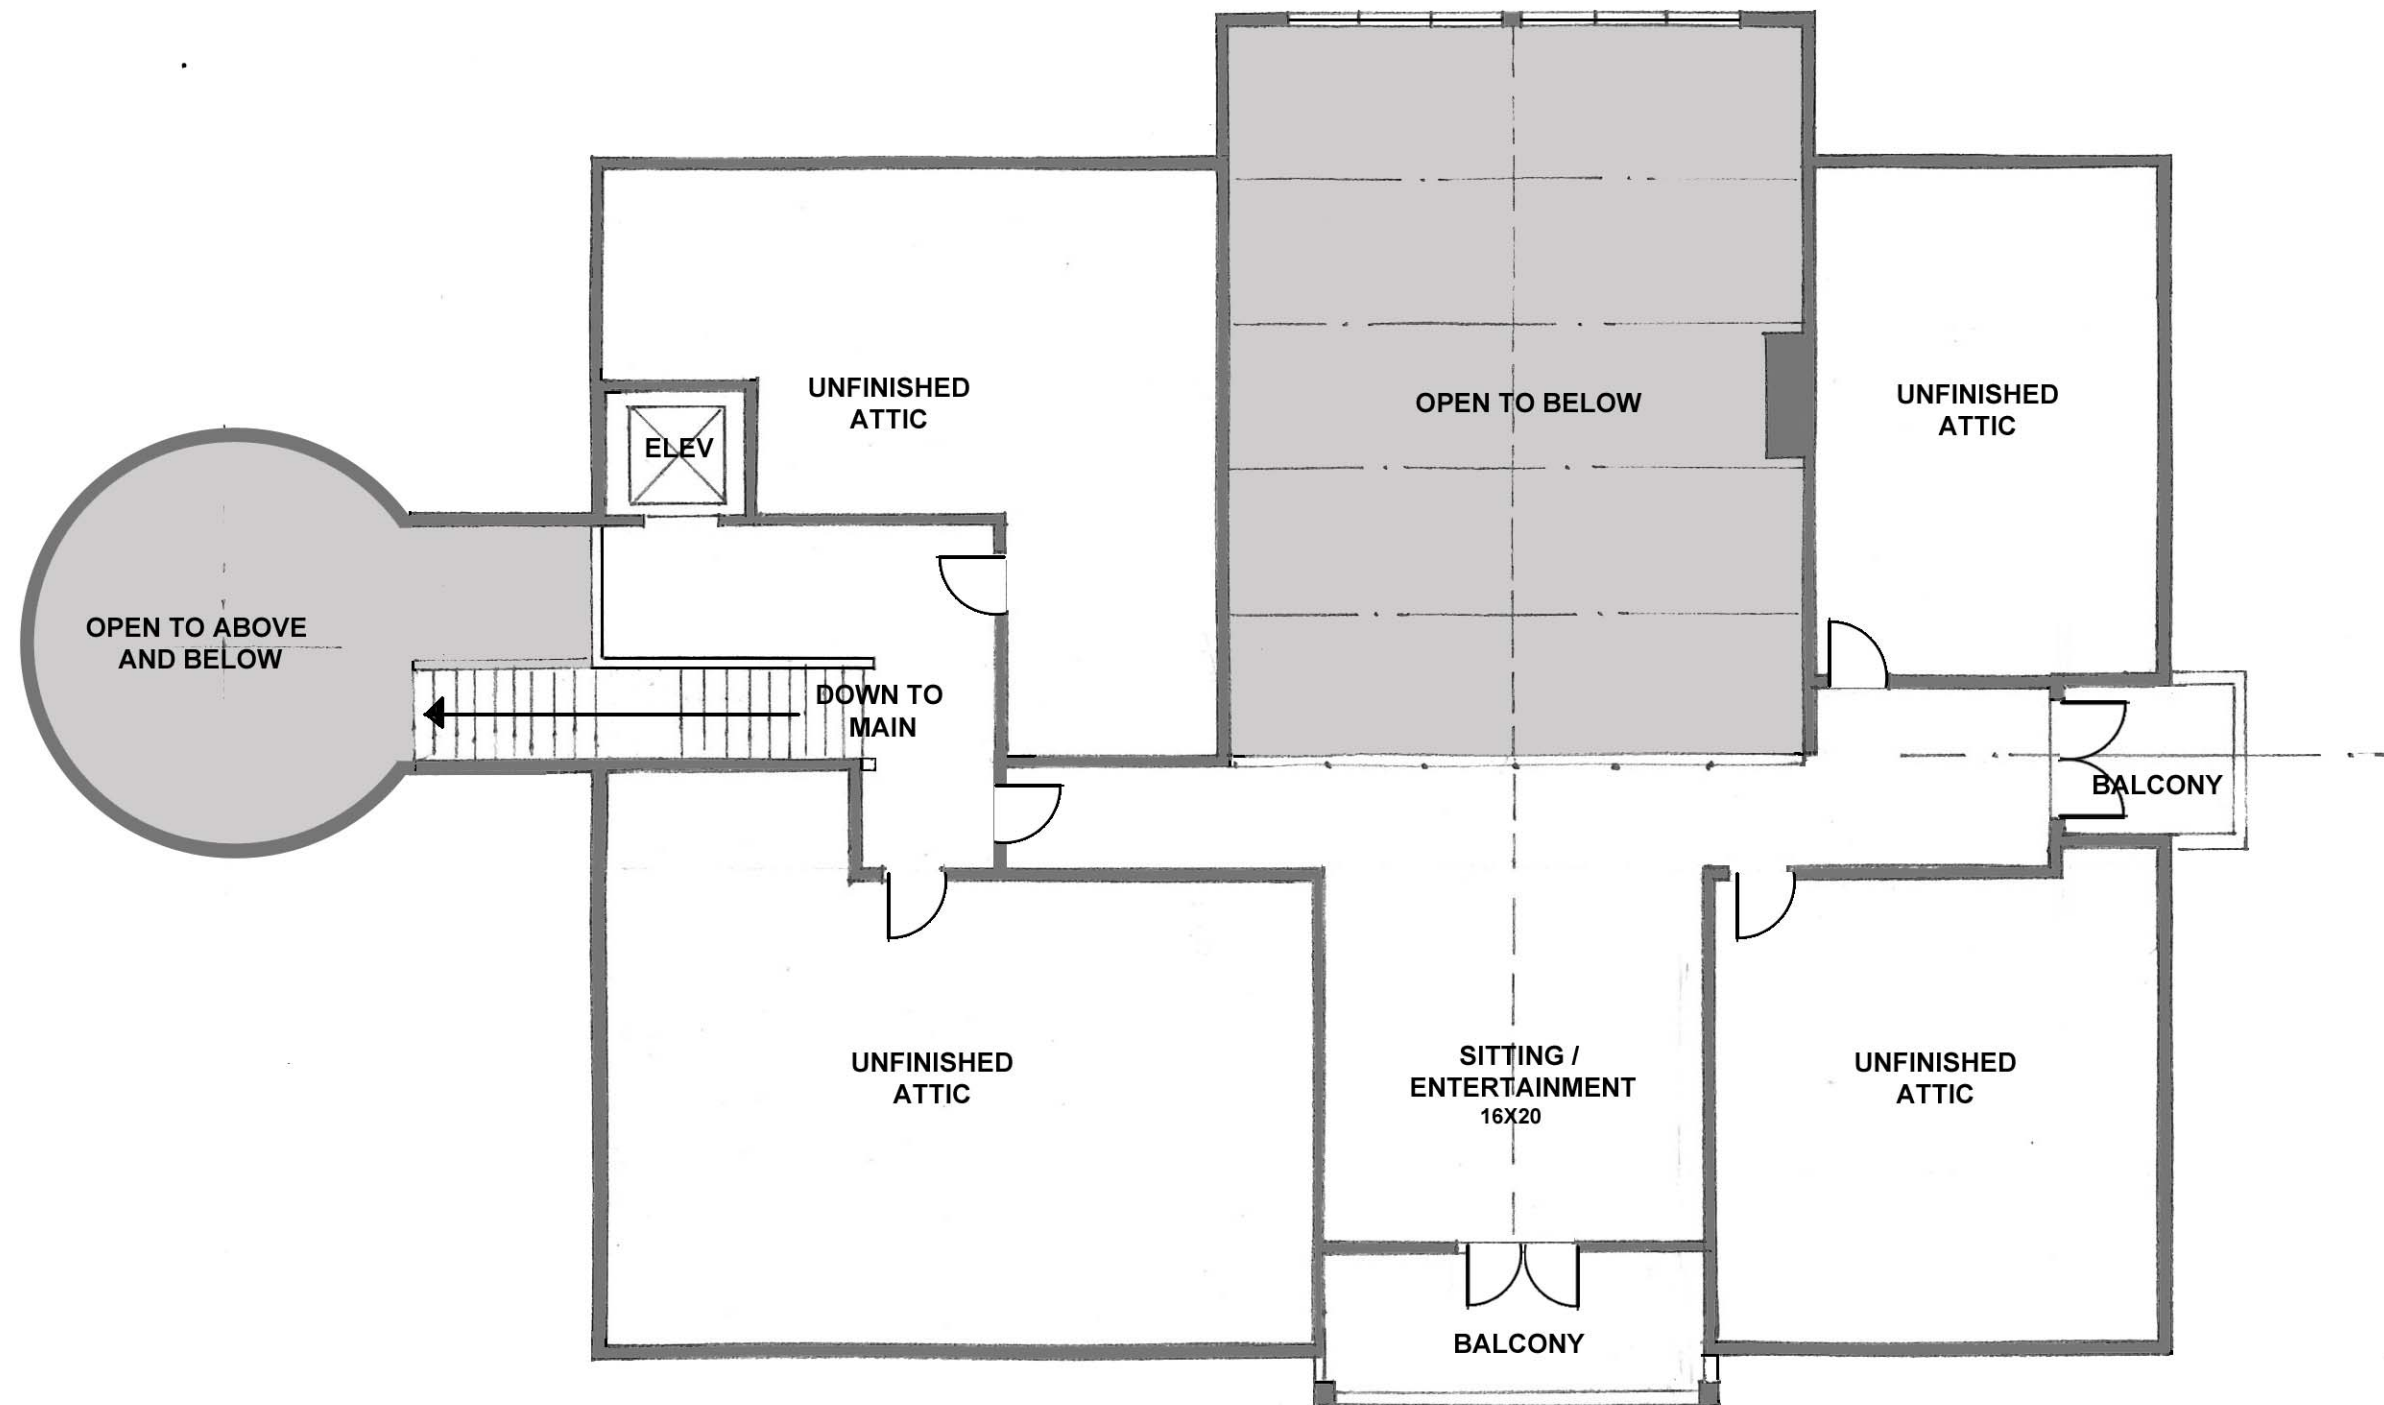 UNFINISHED
ATTIC
OPEN TO BELOW
UNFINISHED
ATTIC
ELEV
OPEN TO ABOVE
AND BELOW
DOWN TO
MAIN
BALCONY
UNFINISHED
ATTIC
SITTING /
ENTERTAINMENT
16X20
UNFINISHED
ATTIC
BALCONY